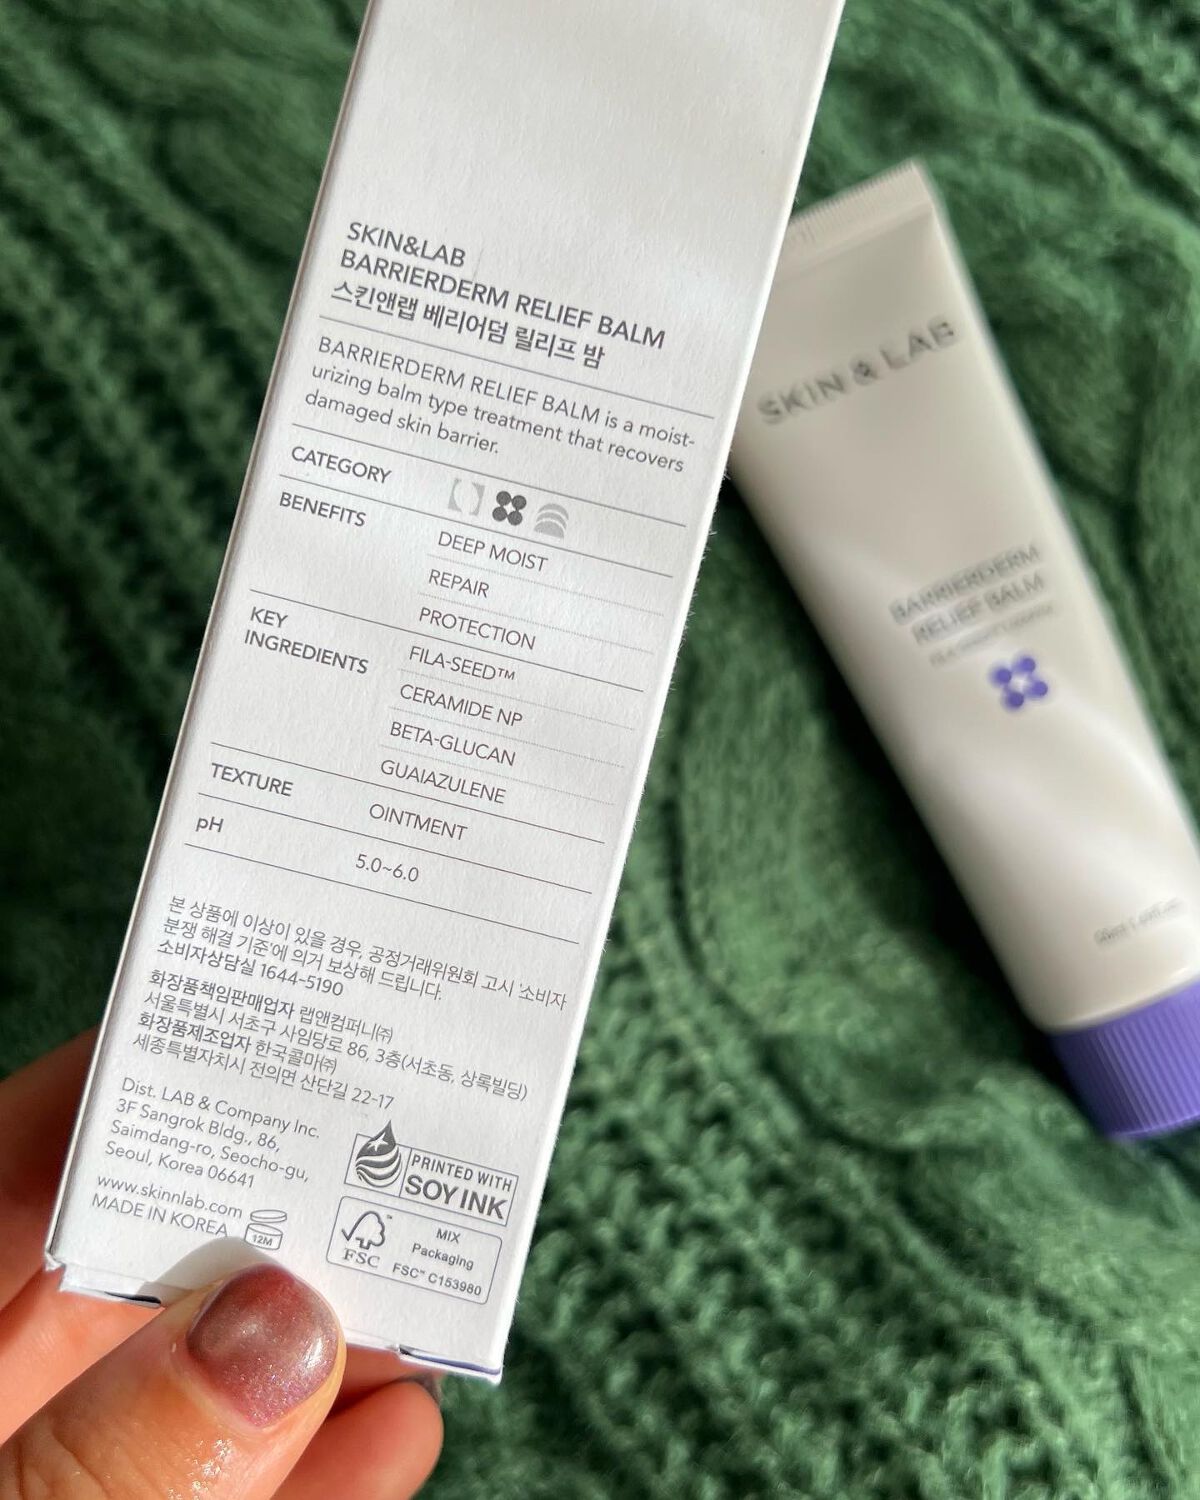 SKIN&LAB
BARRIERDERM RELIEF BALM
스킨앤랩 베리어덤 릴리프 밤
BARRIERDERM RELIEF BALM is a moist-
urizing balm type treatment that recovers
damaged skin barrier.
CATEGORY
BENEFITS
DEEP MOIST
REPAIR
PROTECTION
KEY
INGREDIENTS
FILA-SEED™
CERAMIDE NP
BETA-GLUCAN
GUAIAZULENE
TEXTURE
OINTMENT
pH
5.0~6.0
본 상품에 이상이 있을 경우, 공정거래위원회 고시 '소비자
분쟁 해결 기준'에 의거 보상해 드립니다.
소비자상담실 1644-5190
화장품책임판매업자 랩앤컴퍼니㈜
서울특별시 서초구 사임당로 86, 3층(서초동, 상록빌딩)
화장품제조업자 한국콜마㈜
세종특별자치시 전의면 산단길 22-17
Dist. LAB & Company Inc.
3F Sangrok Bldg., 86,
Saimdang-ro, Seocho-gu,
Seoul, Korea 06641
www.skinnlab.com
MADE IN KOREA
12M
PRINTED WITH
SOY INK
FSC™
MIX
Packaging
FSC™ C153980
SKIN & LAB
BARRIERDERM
RELIEF BALM